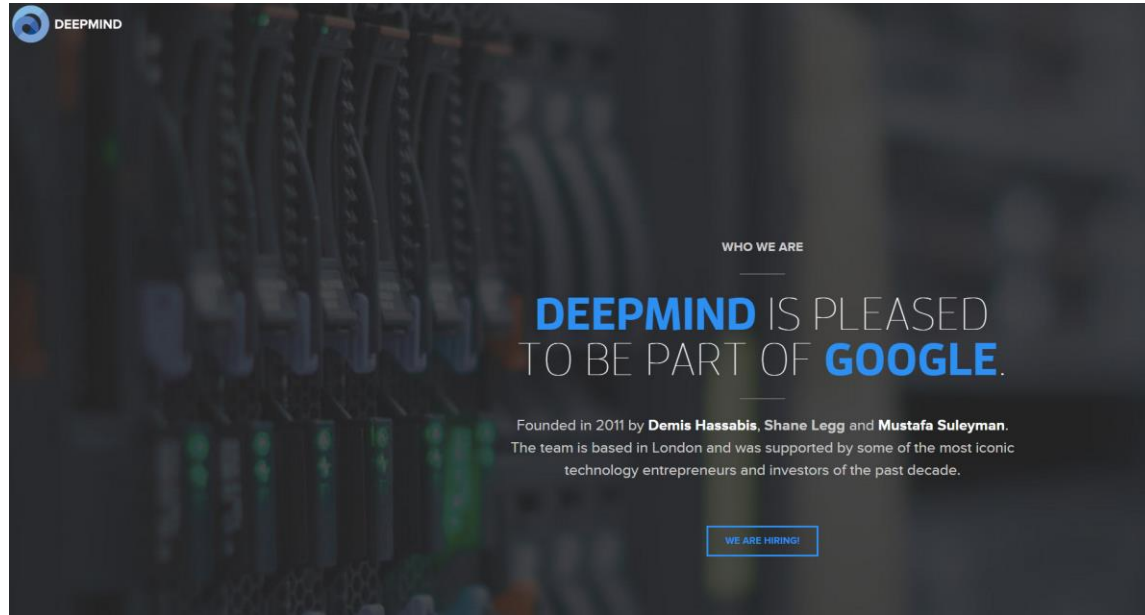 DEEPMIND
WHO WE ARE
DEEPMIND IS PLEASED
TO BE PART OF GOOGLE.
Founded in 2011 by Demis Hassabis, Shane Legg and Mustafa Suleyman.
The team is based in London and was supported by some of the most iconic
technology entrepreneurs and investors of the past decade.
WE ARE HIRING!